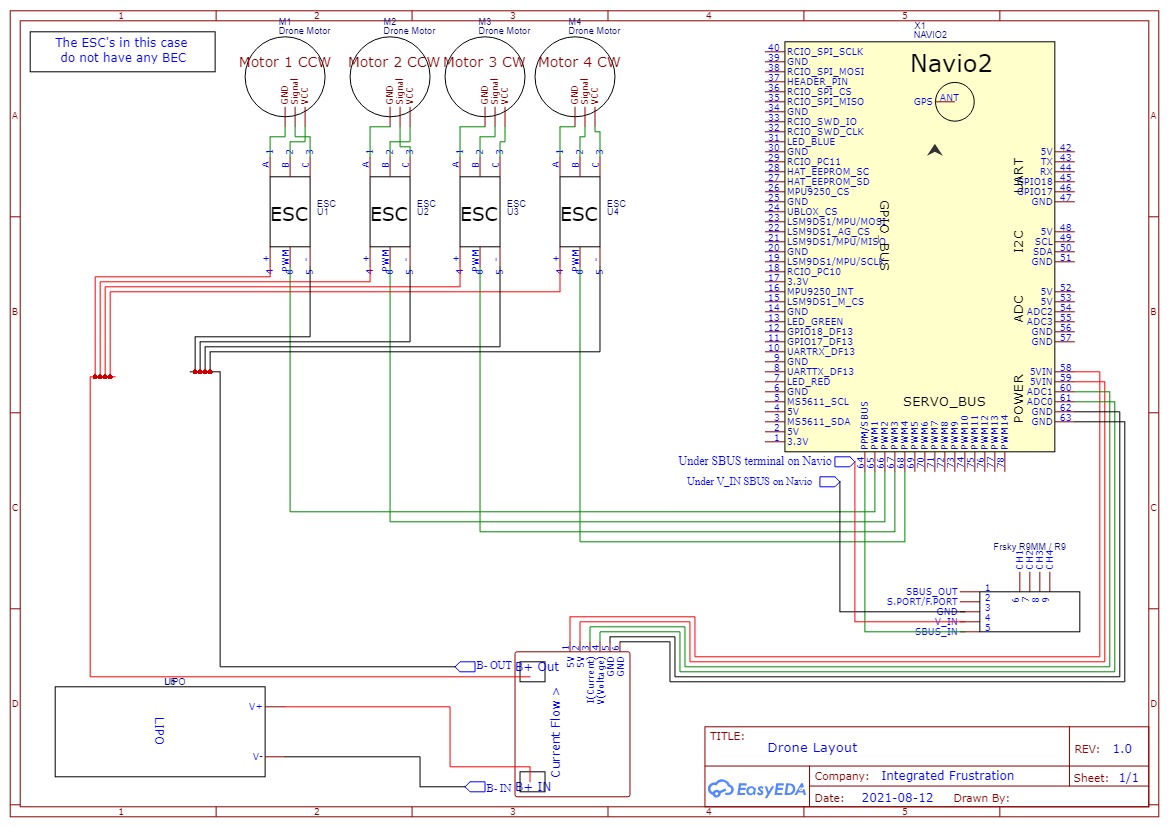 1 2 3 4 5
A
B
C
D
A
B
C
D
The ESC's in this case
do not have any BEC
M1
Drone Motor
Motor 1 CCW
GND
Signal
VCC
M2
Drone Motor
Motor 2 CCW
GND
Signal
VCC
M3
Drone Motor
Motor 3 CW
GND
Signal
VCC
M4
Drone Motor
Motor 4 CW
GND
Signal
VCC
A 1 B 2 C 3
ESC
ESC
U1
+ 4 PWM 6 - 5
A 1 B 2 C 3
ESC
ESC
U2
+ 4 PWM 6 - 5
A 1 B 2 C 3
ESC
ESC
U3
+ 4 PWM 6 - 5
A 1 B 2 C 3
ESC
ESC
U4
+ 4 PWM 6 - 5
X1
NAVIO2
Navio2
GPS ANT
40 RCIO_SPI_SCLK
39 GND
38 RCIO_SPI_MOSI
37 HEADER_PIN
36 RCIO_SPI_CS
35 RCIO_SPI_MISO
34 GND
33 RCIO_SWD_IO
32 RCIO_SWD_CLK
31 LED_BLUE
30 GND
29 RCIO_PC11
28 HAT_EEPROM_SC
27 HAT_EEPROM_SD
26 MPU9250_CS
25 GND
24 UBLOX_CS
23 LSM9DS1/MPU/MOSI
22 LSM9DS1_AG_CS
21 LSM9DS1/MPU/MISO
20 GND
19 LSM9DS1/MPU/SCLK
18 RCIO_PC10
17 3.3V
16 MPU9250_INT
15 LSM9DS1_M_CS
14 GND
13 LED_GREEN
12 GPIO18_DF13
11 GPIO17_DF13
10 UARTRX_DF13
9 GND
8 UARTTX_DF13
7 LED_RED
6 GND
5 MS5611_SCL
4 5V
3 MS5611_SDA
2 5V
1 3.3V
GPIO_BUS
UART
5V 42
TX 43
RX 44
GPIO18 45
GPIO17 46
GND 47
I2C
5V 48
SCL 49
SDA 50
GND 51
ADC
5V 52
5V 53
ADC2 54
ADC3 55
GND 56
GND 57
POWER
5VIN 58
5VIN 59
ADC1 60
ADC0 61
GND 62
GND 63
SERVO_BUS
PPM/SBUS 64
PWM1 65
PWM2 66
PWM3 67
PWM4 68
PWM5 69
PWM6 70
PWM7 71
PWM8 72
PWM9 73
PWM10 74
PWM11 75
PWM12 76
PWM13 77
PWM14 78
Under SBUS terminal on Navio
Under V_IN SBUS on Navio
Frsky R9MM / R9
CH1 6
CH2 7
CH3 8
CH4 9
SBUS_OUT 1
S.PORT/F.PORT 2
GND 3
V_IN 4
SBUS_IN 5
1 5V
2 5V
3 I(Current)
4 V(Voltage)
5 GND
6 GND
B- OUT
B+ Out
Current Flow >
B- IN
B+ IN
LIPO
V+
V-
TITLE:
Drone Layout
REV: 1.0
EasyEDA
Company: Integrated Frustration
Sheet: 1/1
Date: 2021-08-12 Drawn By:
1 2 3 4 5